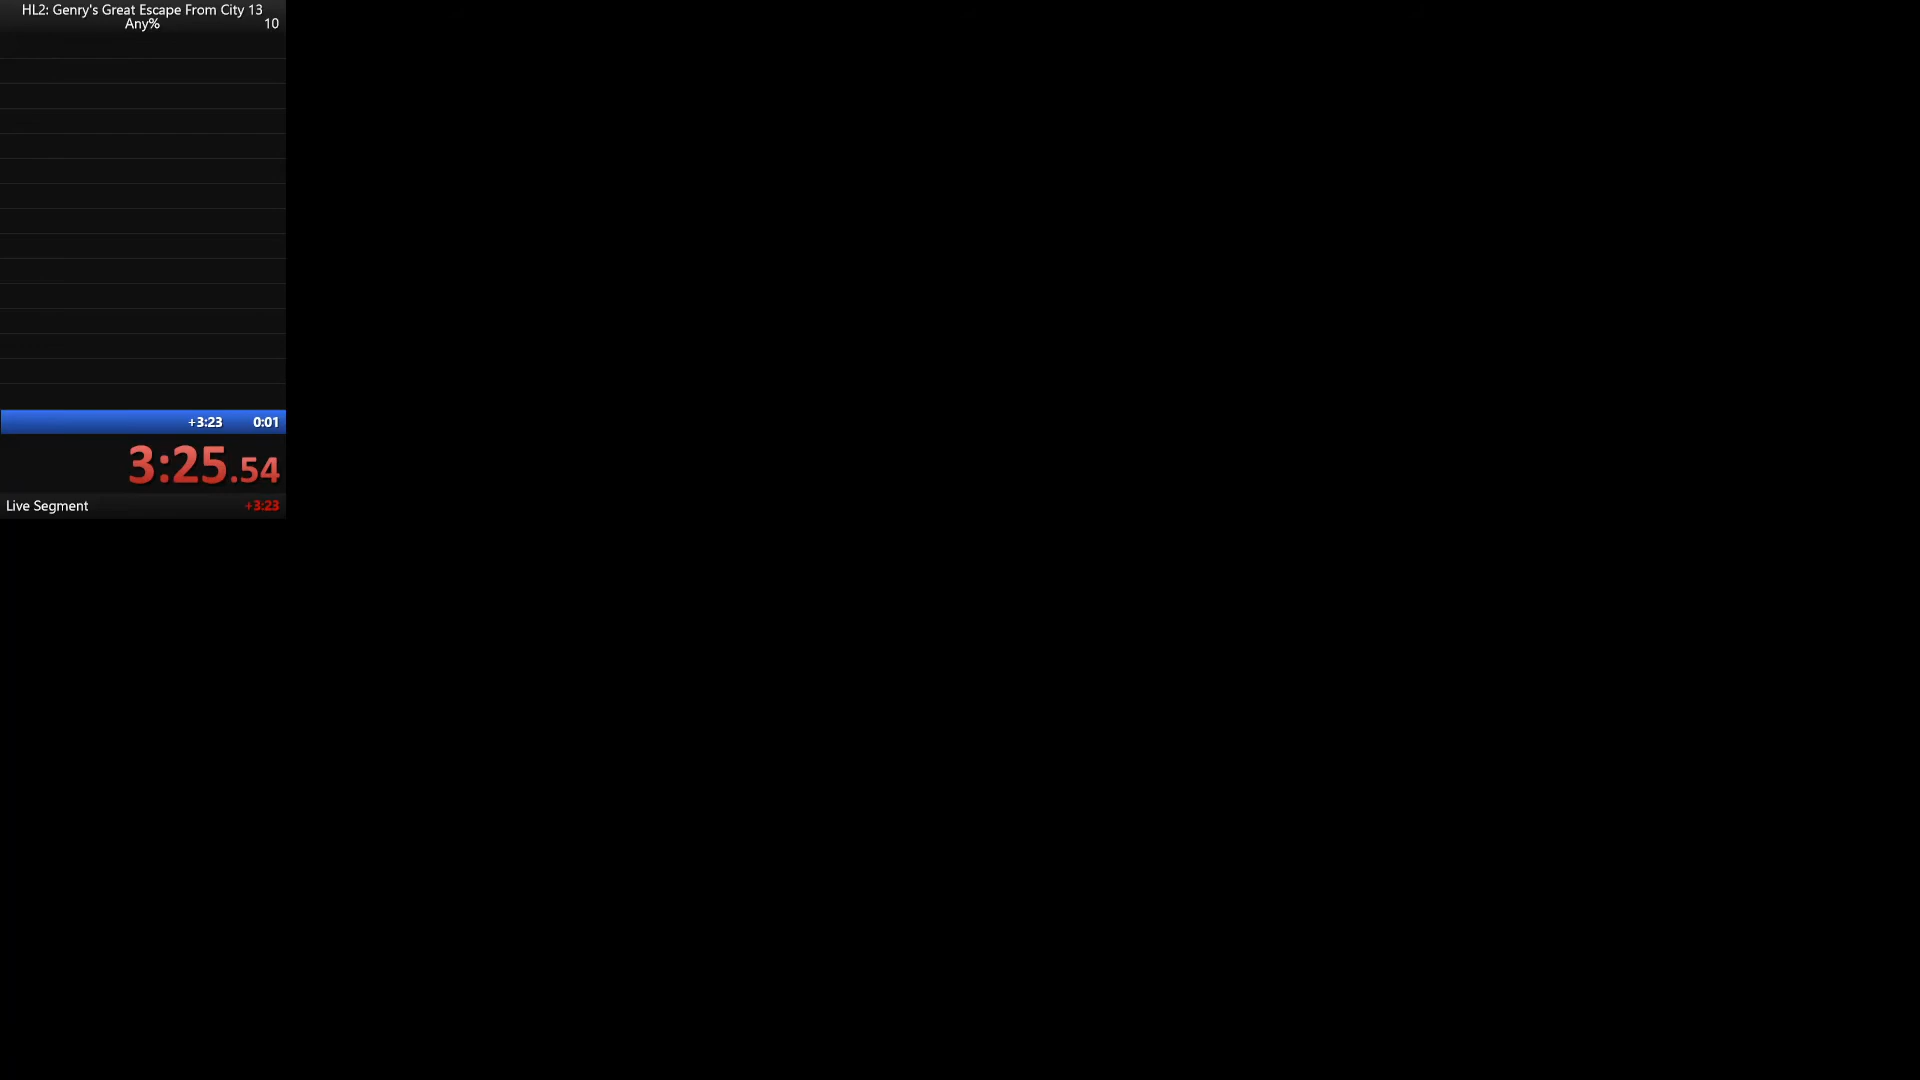 HL2: Genry's Great Escape From City 13
Any% 10
+3:23 0:01
3:25.54
Live Segment +3:23